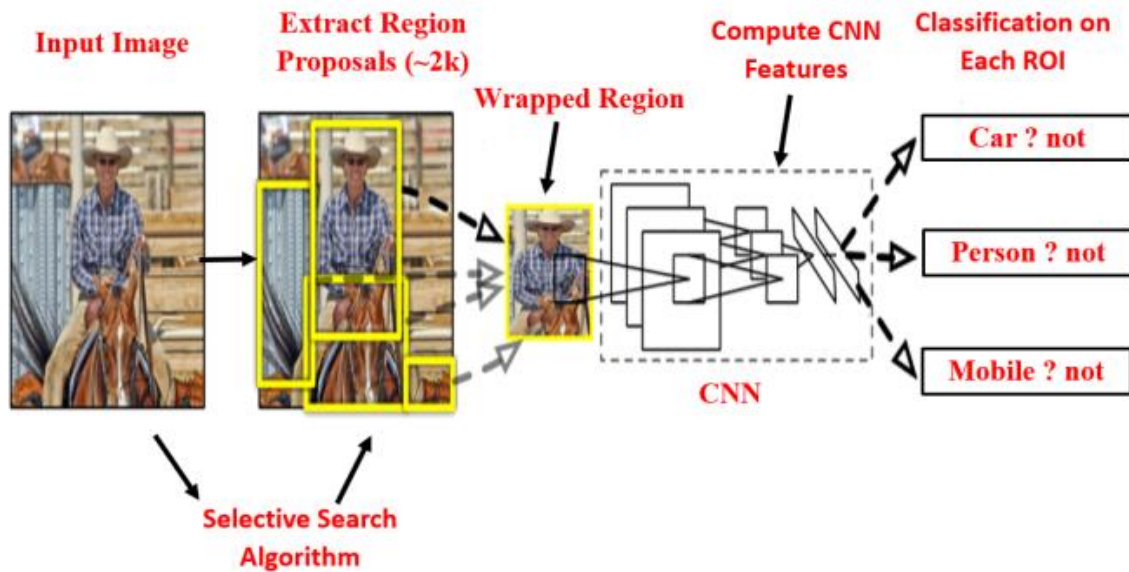 Input Image
Extract Region
Proposals (~2k)
Wrapped Region
Compute CNN
Features
Classification on
Each ROI
Car ? not
Person ? not
Mobile ? not
CNN
Selective Search
Algorithm